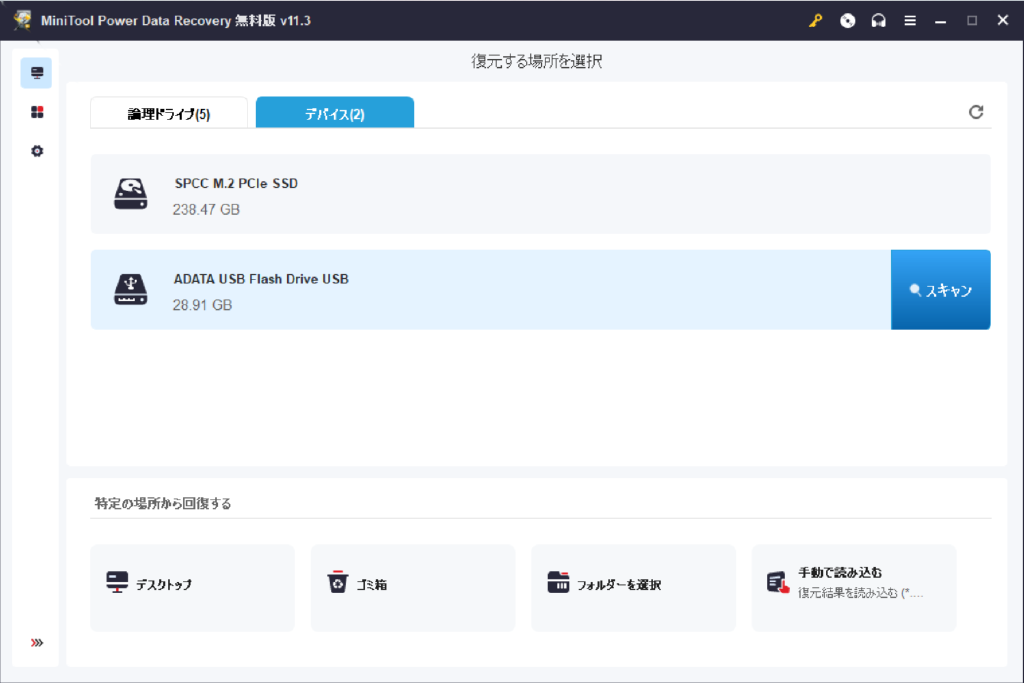 MiniTool Power Data Recovery 無料版 v11.3
復元する場所を選択
論理ドライブ(5)
デバイス(2)
SPCC M.2 PCIe SSD
238.47 GB
ADATA USB Flash Drive USB
28.91 GB
スキャン
特定の場所から回復する
デスクトップ
ゴミ箱
フォルダーを選択
手動で読み込む
復元結果を読み込む (*....